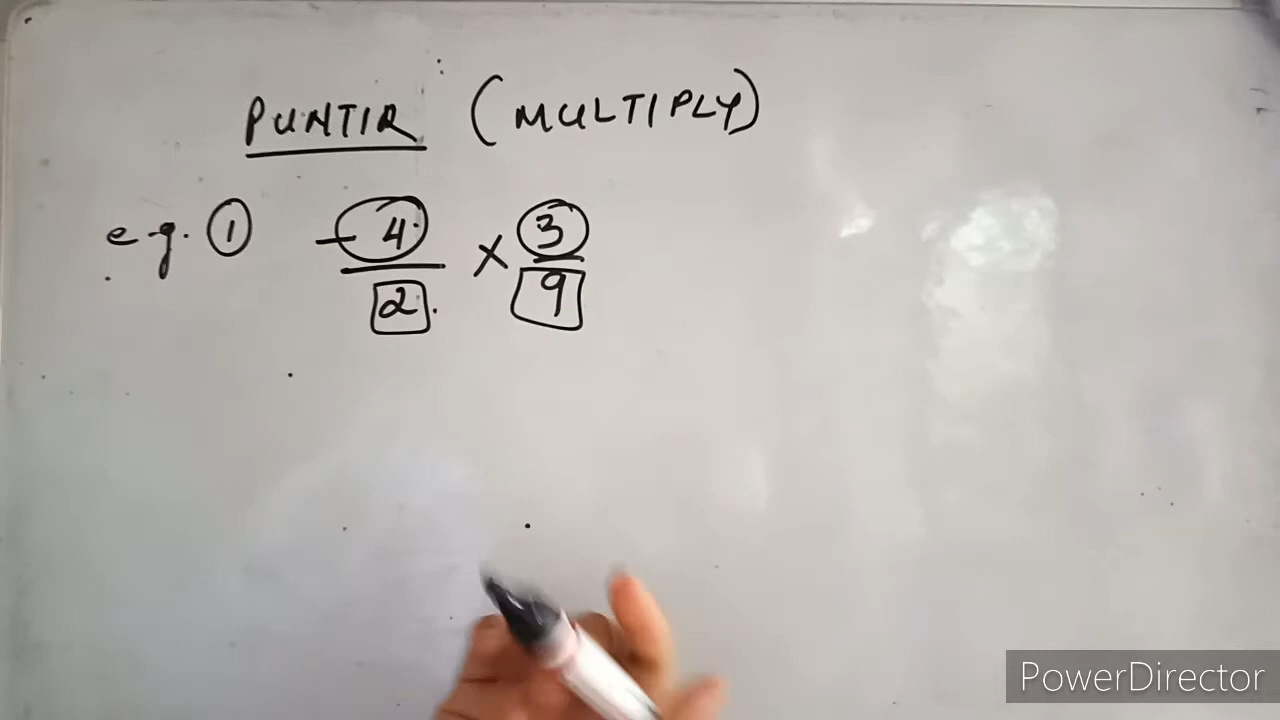 PUNTIR (MULTIPLY)
e.g. ① -4/2 × 3/9
PowerDirector